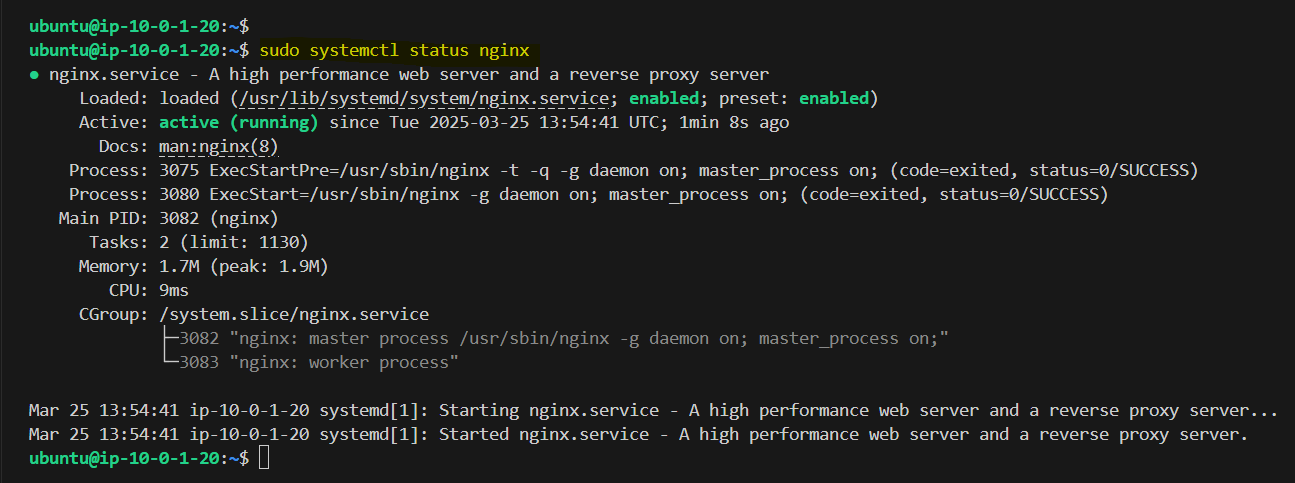 ubuntu@ip-10-0-1-20:~$
ubuntu@ip-10-0-1-20:~$ sudo systemctl status nginx
● nginx.service - A high performance web server and a reverse proxy server
     Loaded: loaded (/usr/lib/systemd/system/nginx.service; enabled; preset: enabled)
     Active: active (running) since Tue 2025-03-25 13:54:41 UTC; 1min 8s ago
       Docs: man:nginx(8)
    Process: 3075 ExecStartPre=/usr/sbin/nginx -t -q -g daemon on; master_process on; (code=exited, status=0/SUCCESS)
    Process: 3080 ExecStart=/usr/sbin/nginx -g daemon on; master_process on; (code=exited, status=0/SUCCESS)
   Main PID: 3082 (nginx)
      Tasks: 2 (limit: 1130)
     Memory: 1.7M (peak: 1.9M)
        CPU: 9ms
     CGroup: /system.slice/nginx.service
             ├─3082 "nginx: master process /usr/sbin/nginx -g daemon on; master_process on;"
             └─3083 "nginx: worker process"

Mar 25 13:54:41 ip-10-0-1-20 systemd[1]: Starting nginx.service - A high performance web server and a reverse proxy server...
Mar 25 13:54:41 ip-10-0-1-20 systemd[1]: Started nginx.service - A high performance web server and a reverse proxy server.
ubuntu@ip-10-0-1-20:~$